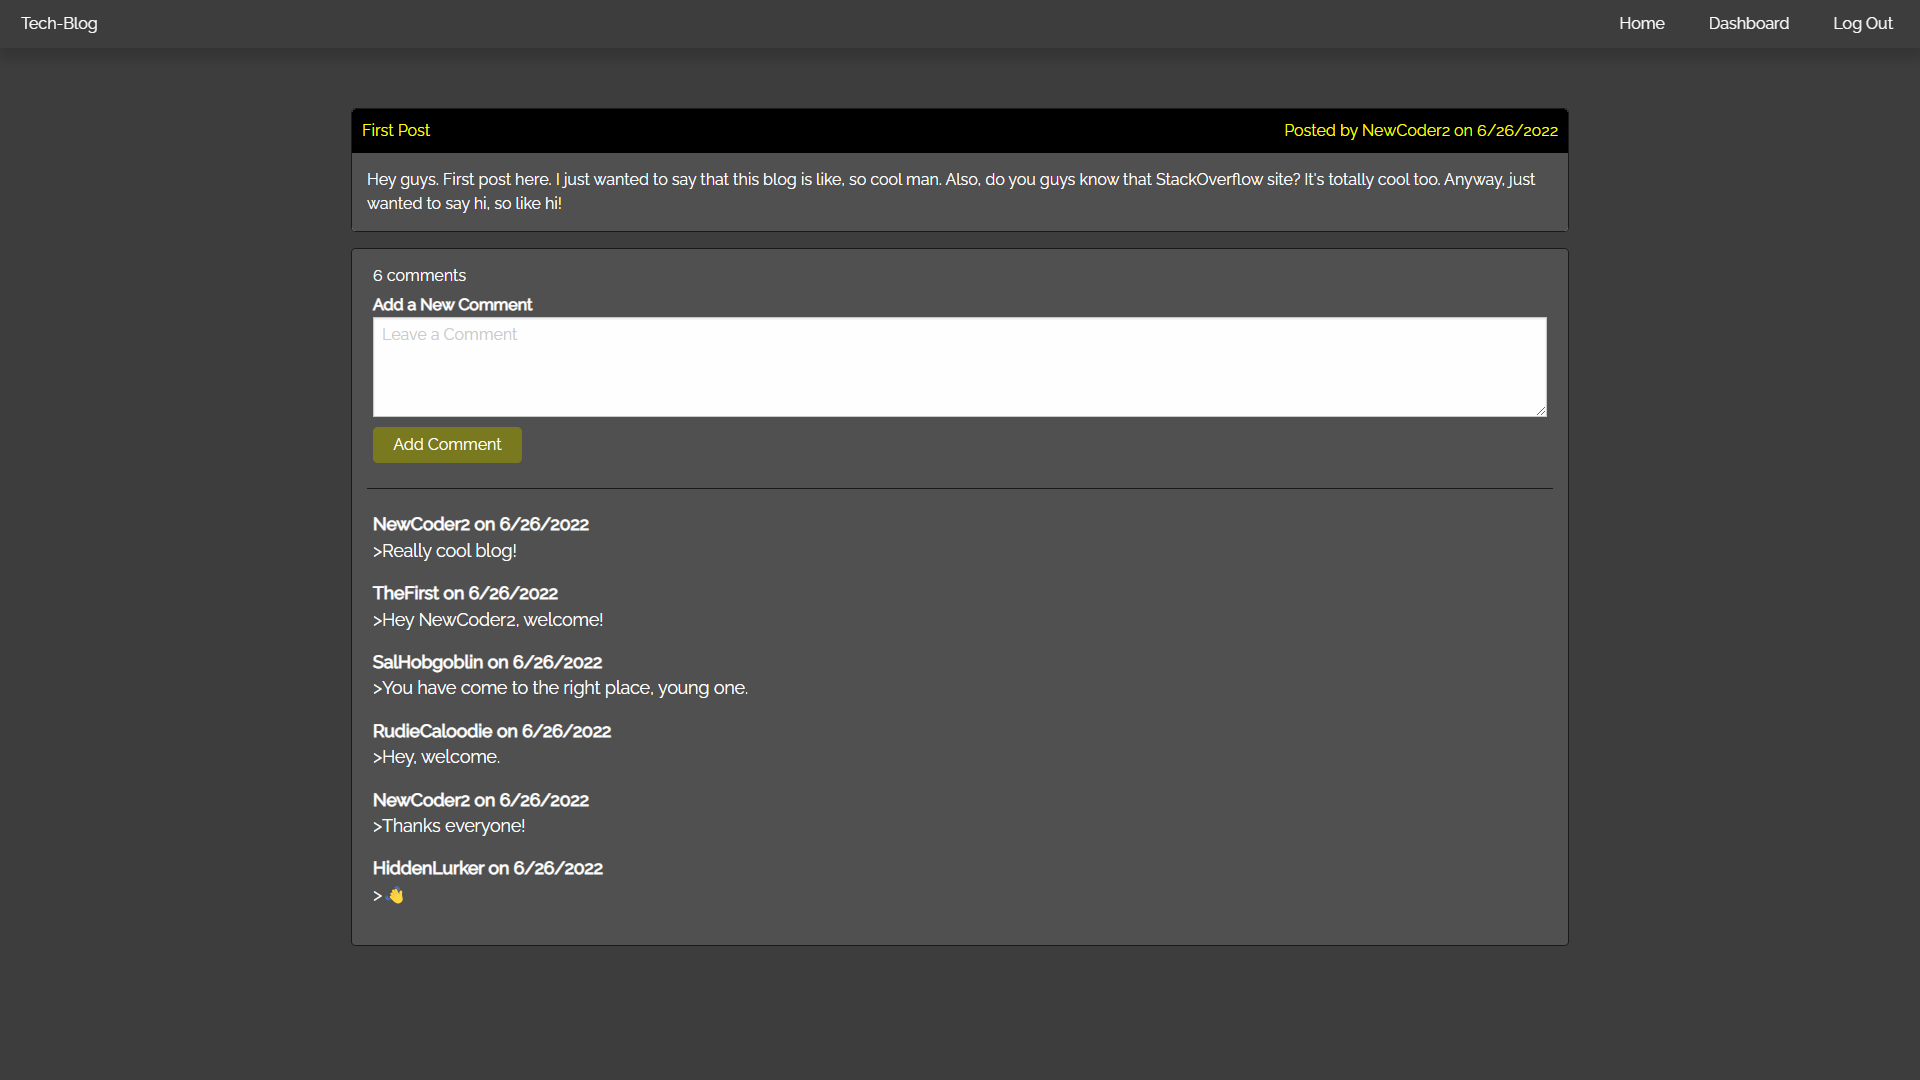 Tech-Blog
Home
Dashboard
Log Out
First Post
Posted by NewCoder2 on 6/26/2022
Hey guys. First post here. I just wanted to say that this blog is like, so cool man. Also, do you guys know that StackOverflow site? It's totally cool too. Anyway, just
wanted to say hi, so like hi!
6 comments
Add a New Comment
Leave a Comment
Add Comment
NewCoder2 on 6/26/2022
>Really cool blog!
TheFirst on 6/26/2022
>Hey NewCoder2, welcome!
SalHobgoblin on 6/26/2022
>You have come to the right place, young one.
RudieCaloodie on 6/26/2022
>Hey, welcome.
NewCoder2 on 6/26/2022
>Thanks everyone!
HiddenLurker on 6/26/2022
>👋